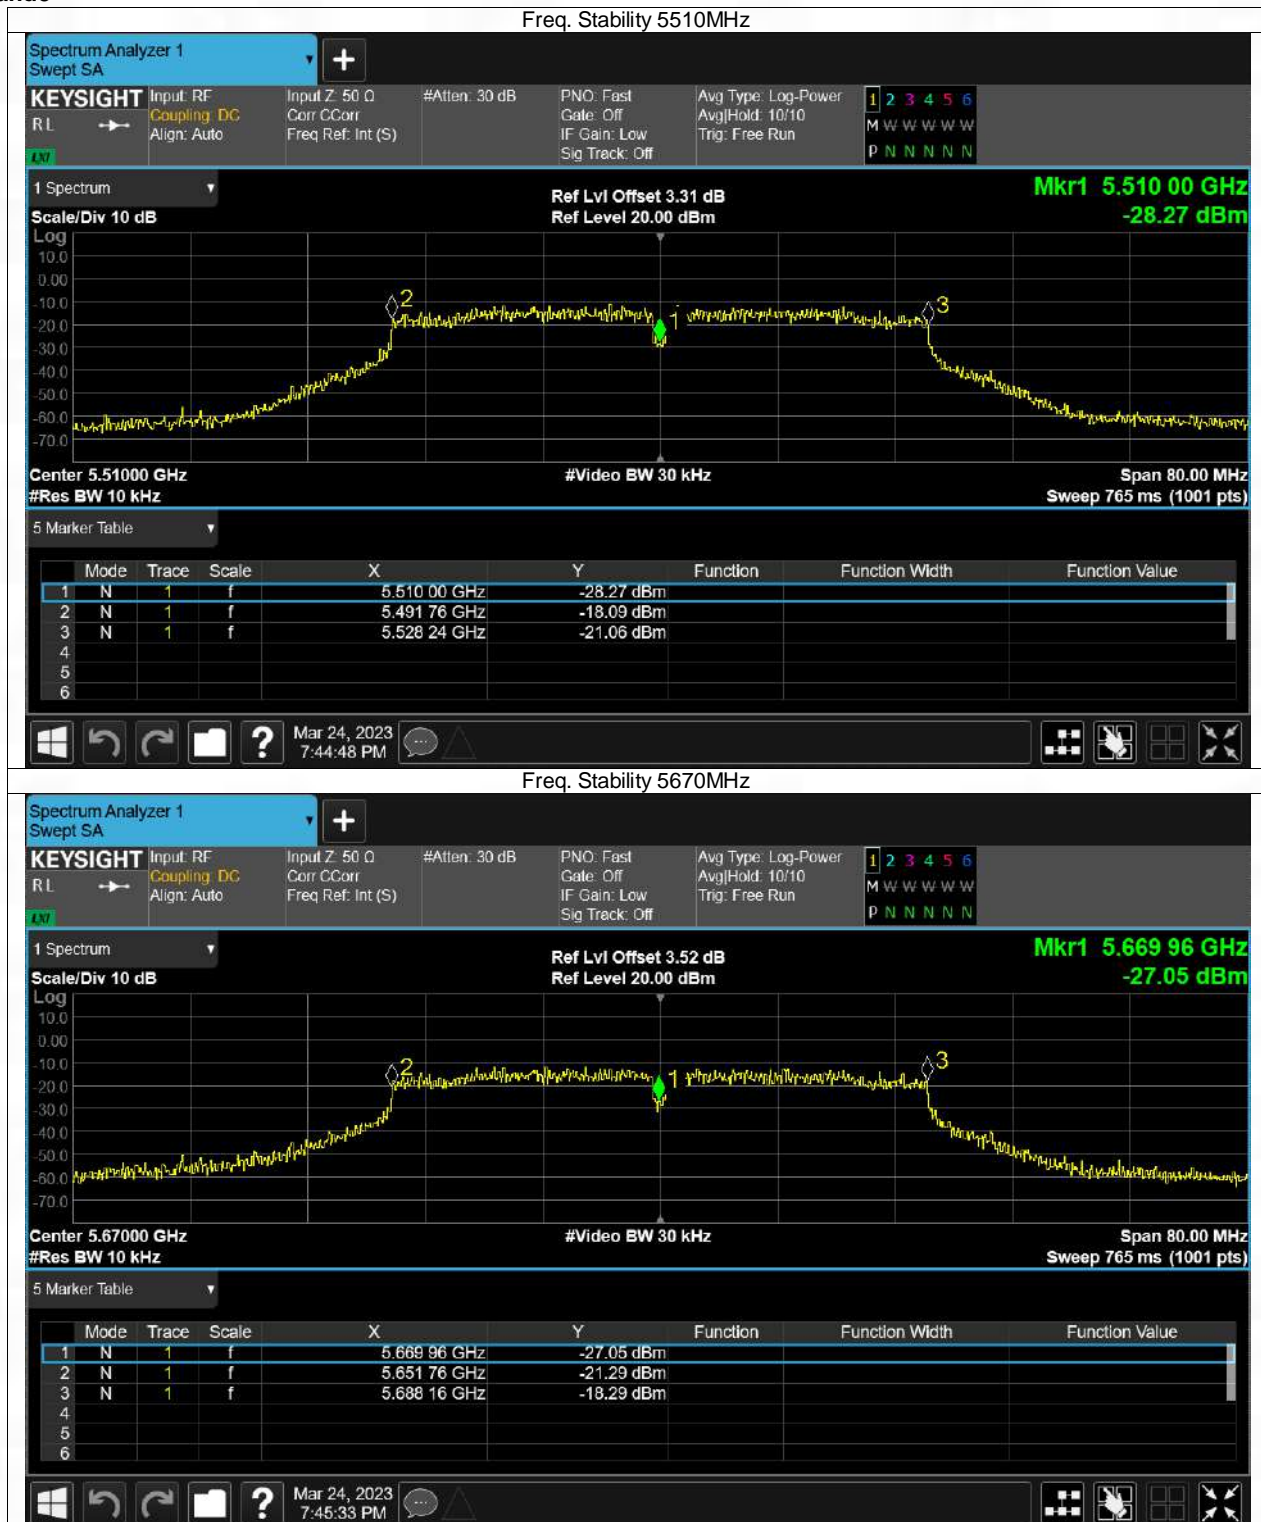 Freq. Stability 5510MHz
Spectrum Analyzer 1
Swept SA
KEYSIGHT Input: RF Input Z: 50 Ω #Atten: 30 dB PNO: Fast Avg Type: Log-Power 1 2 3 4 5 6
RL Coupling: DC Corr CCorr Gate: Off Avg|Hold: 10/10 M W W W W W
Align: Auto Freq Ref: Int (S) IF Gain: Low Trig: Free Run
LXI Sig Track: Off P N N N N N
1 Spectrum Ref Lvl Offset 3.31 dB Mkr1 5.510 00 GHz
Scale/Div 10 dB Ref Level 20.00 dBm -28.27 dBm
Log
10.0
0.00
-10.0
-20.0
-30.0
-40.0
-50.0
-60.0
-70.0
2
1
3
Center 5.51000 GHz #Video BW 30 kHz Span 80.00 MHz
#Res BW 10 kHz Sweep 765 ms (1001 pts)
5 Marker Table
Mode Trace Scale X Y Function Function Width Function Value
1 N 1 f 5.510 00 GHz -28.27 dBm
2 N 1 f 5.491 76 GHz -18.09 dBm
3 N 1 f 5.528 24 GHz -21.06 dBm
4
5
6
? Mar 24, 2023
7:44:48 PM
Freq. Stability 5670MHz
Spectrum Analyzer 1
Swept SA
KEYSIGHT Input: RF Input Z: 50 Ω #Atten: 30 dB PNO: Fast Avg Type: Log-Power 1 2 3 4 5 6
RL Coupling: DC Corr CCorr Gate: Off Avg|Hold: 10/10 M W W W W W
Align: Auto Freq Ref: Int (S) IF Gain: Low Trig: Free Run
LXI Sig Track: Off P N N N N N
1 Spectrum Ref Lvl Offset 3.52 dB Mkr1 5.669 96 GHz
Scale/Div 10 dB Ref Level 20.00 dBm -27.05 dBm
Log
10.0
0.00
-10.0
-20.0
-30.0
-40.0
-50.0
-60.0
-70.0
2
1
3
Center 5.67000 GHz #Video BW 30 kHz Span 80.00 MHz
#Res BW 10 kHz Sweep 765 ms (1001 pts)
5 Marker Table
Mode Trace Scale X Y Function Function Width Function Value
1 N 1 f 5.669 96 GHz -27.05 dBm
2 N 1 f 5.651 76 GHz -21.29 dBm
3 N 1 f 5.688 16 GHz -18.29 dBm
4
5
6
? Mar 24, 2023
7:45:33 PM